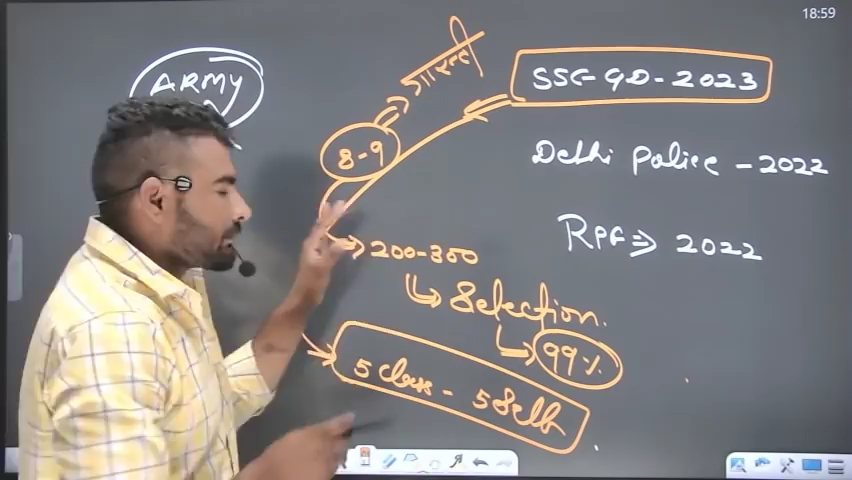 18:59
ARMY
गारन्टी
SSC-GD-2023
8-9
Delhi Police - 2022
RPF ⇒ 2022
200-300
Selection.
99%
5 class - 5 Self